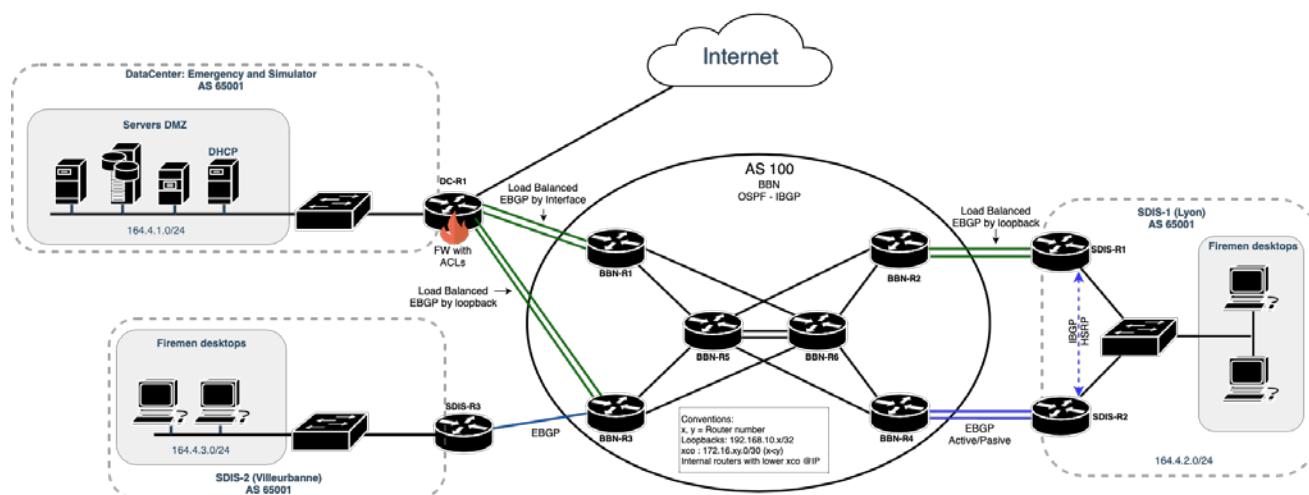 Internet
DataCenter: Emergency and Simulator
AS 65001
Servers DMZ
DHCP
164.4.1.0/24
DC-R1
FW with
ACLs
Load Balanced
EBGP by Interface
Load Balanced
EBGP by loopback
AS 100
BBN
OSPF - IBGP
BBN-R1
BBN-R2
BBN-R5
BBN-R6
BBN-R3
BBN-R4
Conventions:
x, y = Router number
Loopbacks: 192.168.10.x/32
xco : 172.16.xy.0/30 (x<y)
Internal routers with lower xco @IP
Load Balanced
EBGP by loopback
EBGP
Active/Pasive
SDIS-1 (Lyon)
AS 65001
SDIS-R1
Firemen desktops
?
?
IBGP
HSRP
SDIS-R2
164.4.2.0/24
Firemen desktops
?
?
164.4.3.0/24
SDIS-R3
EBGP
SDIS-2 (Villeurbanne)
AS 65001